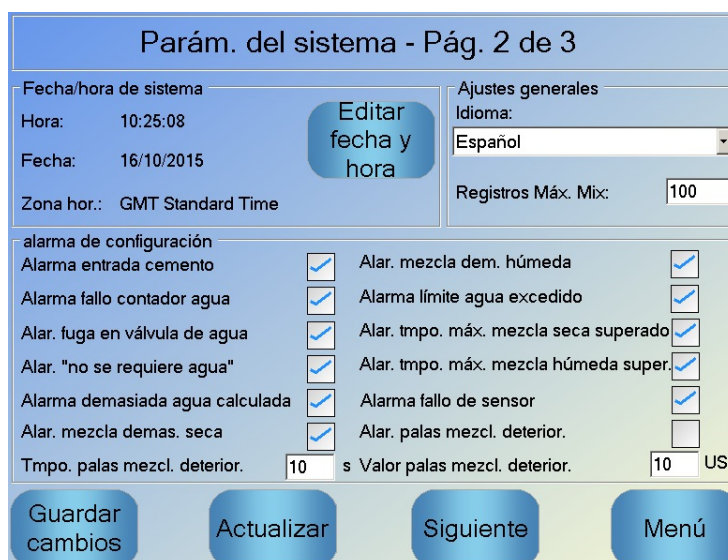 Parám. del sistema - Pág. 2 de 3
Fecha/hora de sistema
Hora: 10:25:08
Fecha: 16/10/2015
Zona hor.: GMT Standard Time
Editar
fecha y
hora
Ajustes generales
Idioma:
Español
Registros Máx. Mix: 100
alarma de configuración
Alarma entrada cemento
Alar. mezcla dem. húmeda
Alarma fallo contador agua
Alarma límite agua excedido
Alar. fuga en válvula de agua
Alar. tmpo. máx. mezcla seca superado
Alar. "no se requiere agua"
Alar. tmpo. máx. mezcla húmeda super.
Alarma demasiada agua calculada
Alarma fallo de sensor
Alar. mezcla demas. seca
Alar. palas mezcl. deterior.
Tmpo. palas mezcl. deterior. 10 s
Valor palas mezcl. deterior. 10 US
Guardar
cambios
Actualizar
Siguiente
Menú